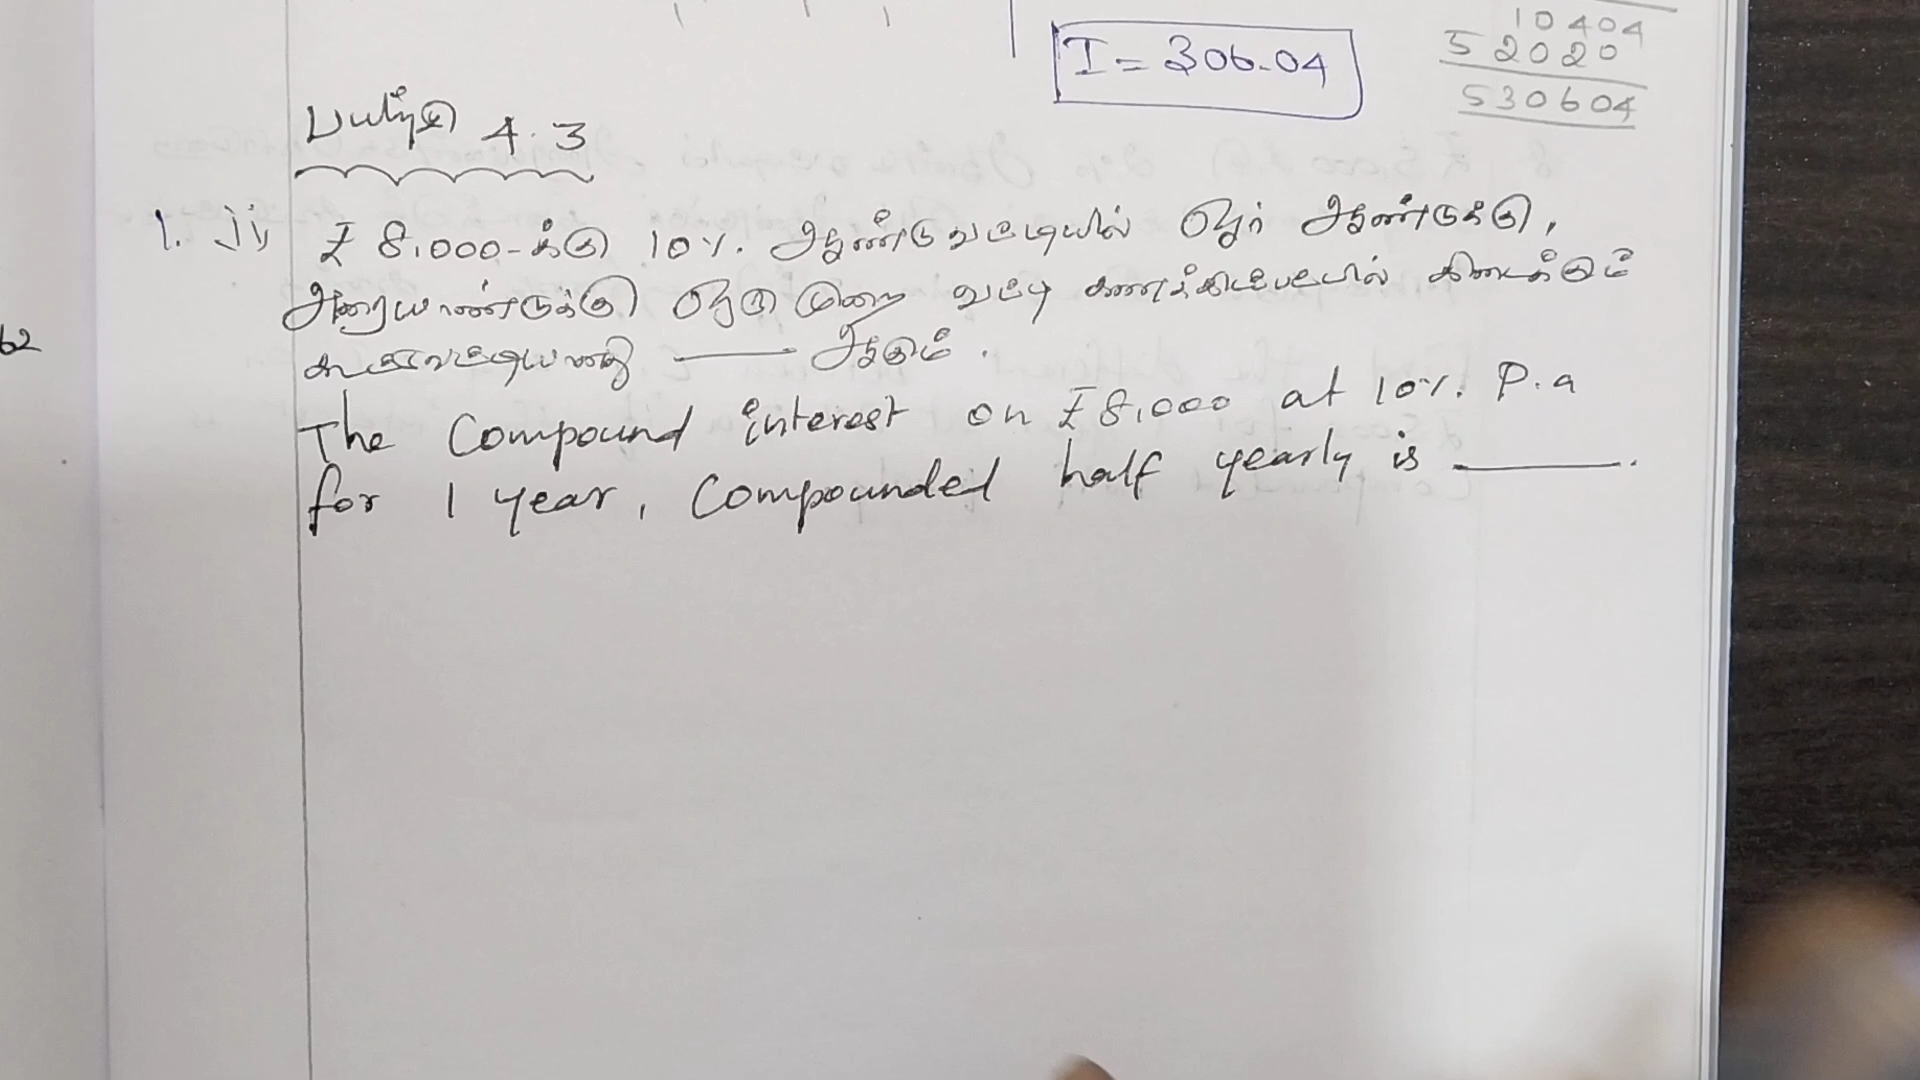 I = 306.04
10404
52020
530604
பயிற்சி 4.3
62
1. ii) ₹ 8,000-க்கு 10%. ஆண்டு வட்டியில் ஓர் ஆண்டுக்கு,
அரையாண்டுக்கு ஒரு முறை வட்டி கணக்கிடப்பட்டில் கிடைக்கும்
கூட்டுவட்டியானது ______ ஆகும்.
The Compound interest on ₹8,000 at 10%. P.a
for 1 year, Compounded half yearly is ______.